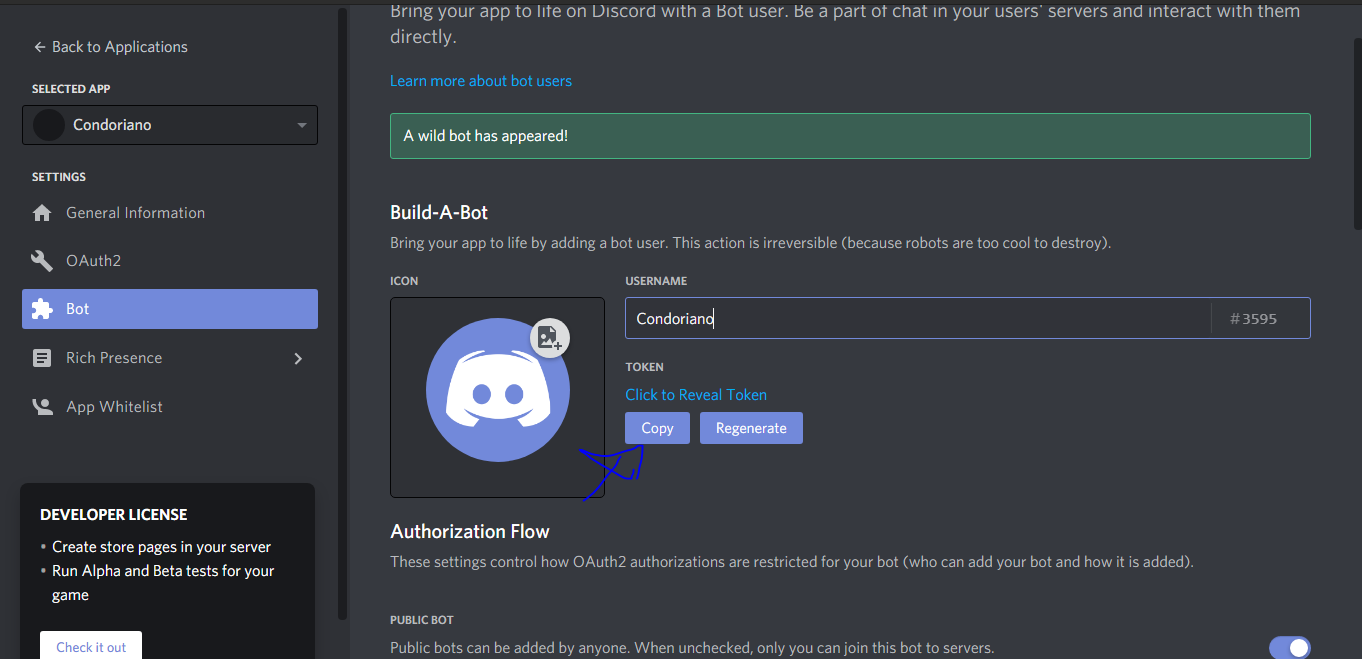 Bring your app to life on Discord with a Bot user. Be a part of chat in your users' servers and interact with them
directly.
Learn more about bot users
A wild bot has appeared!
Build-A-Bot
Bring your app to life by adding a bot user. This action is irreversible (because robots are too cool to destroy).
ICON
USERNAME
Condoriano
#3595
TOKEN
Click to Reveal Token
Copy
Regenerate
Authorization Flow
These settings control how OAuth2 authorizations are restricted for your bot (who can add your bot and how it is added).
PUBLIC BOT
Public bots can be added by anyone. When unchecked, only you can join this bot to servers.
← Back to Applications
SELECTED APP
Condoriano
SETTINGS
General Information
OAuth2
Bot
Rich Presence
App Whitelist
DEVELOPER LICENSE
• Create store pages in your server
• Run Alpha and Beta tests for your
game
Check it out